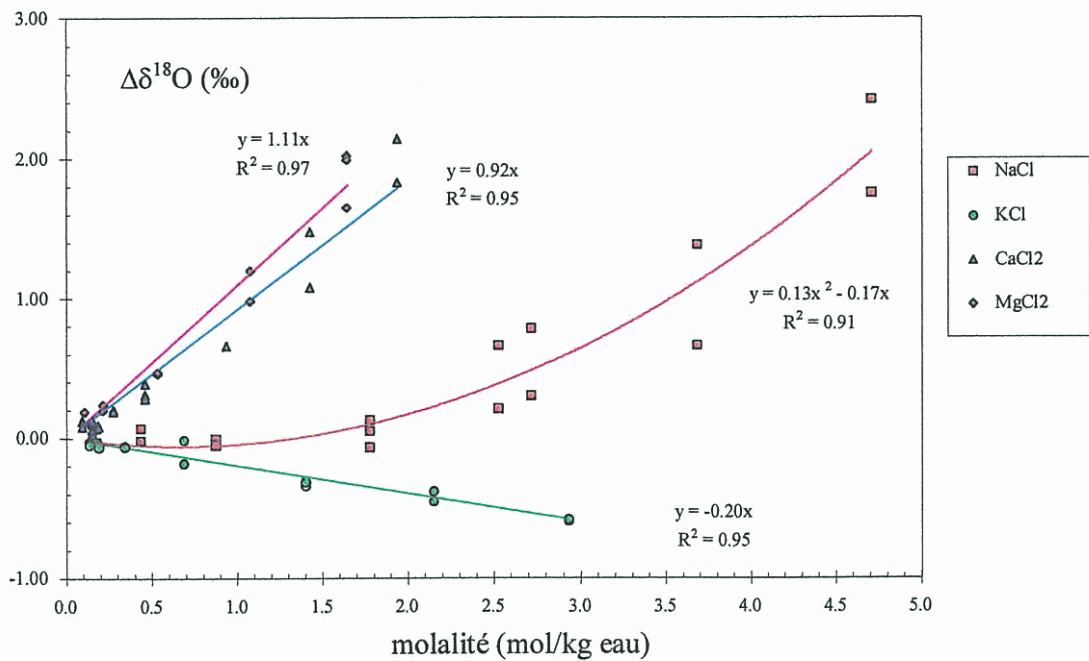 3.00
Δδ¹⁸O (‰)
y = 1.11x
R² = 0.97
2.00
y = 0.92x
R² = 0.95
NaCl
KCl
CaCl2
MgCl2
1.00
y = 0.13x² - 0.17x
R² = 0.91
0.00
y = -0.20x
R² = 0.95
-1.00
0.0 0.5 1.0 1.5 2.0 2.5 3.0 3.5 4.0 4.5 5.0
molalité (mol/kg eau)